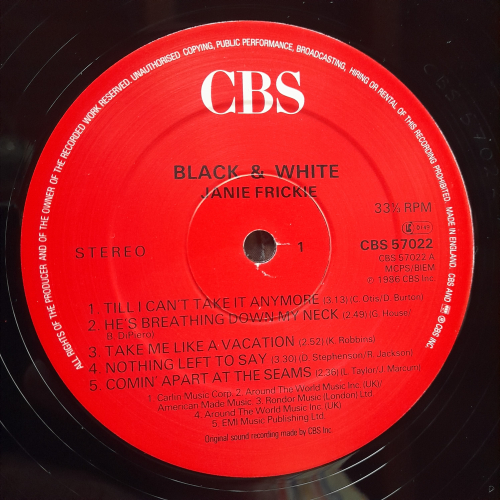 ALL RIGHTS OF THE PRODUCER AND OF THE OWNER OF THE RECORDED WORK RESERVED. UNAUTHORISED COPYING, PUBLIC PERFORMANCE, BROADCASTING, HIRING OR RENTAL OF THIS RECORDING PROHIBITED. MADE IN ENGLAND. CBS AND ® CBS INC.
CBS
BLACK & WHITE
JANIE FRICKIE
33⅓ RPM
STEREO
1
CBS 57022
CBS 57022 A
MCPS/BIEM
℗ 1986 CBS Inc.
1 TILL I CAN'T TAKE IT ANYMORE (3.13) (C. Otis/D. Burton)
2 HE'S BREATHING DOWN MY NECK (2.49) (G. House/
B. DiPiero)
3 TAKE ME LIKE A VACATION (2.52) (K. Robbins)
4 NOTHING LEFT TO SAY (3.30) (D. Stephenson/R. Jackson)
5 COMIN' APART AT THE SEAMS (2.36) (L. Taylor/J. Marcum)
1. Carlin Music Corp. 2. Around The World Music Inc. (UK)/
American Made Music. 3. Rondor Music (London) Ltd.
4. Around The World Music Inc. (UK)
5. EMI Music Publishing Ltd.
Original sound recording made by CBS Inc.